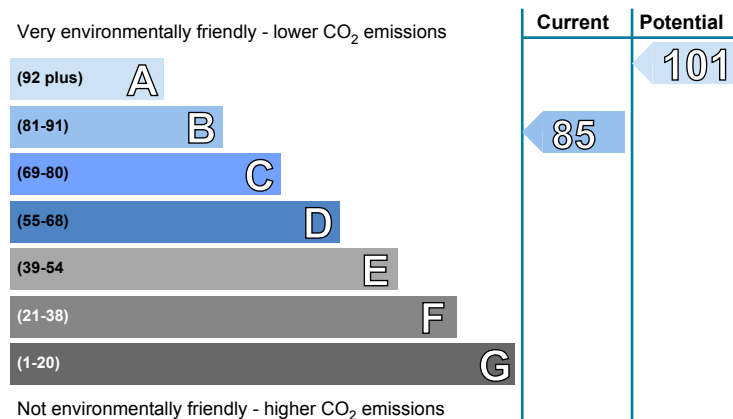 Very environmentally friendly - lower CO2 emissions
Current
Potential
(92 plus) A
101
(81-91) B
85
(69-80) C
(55-68) D
(39-54 E
(21-38) F
(1-20) G
Not environmentally friendly - higher CO2 emissions